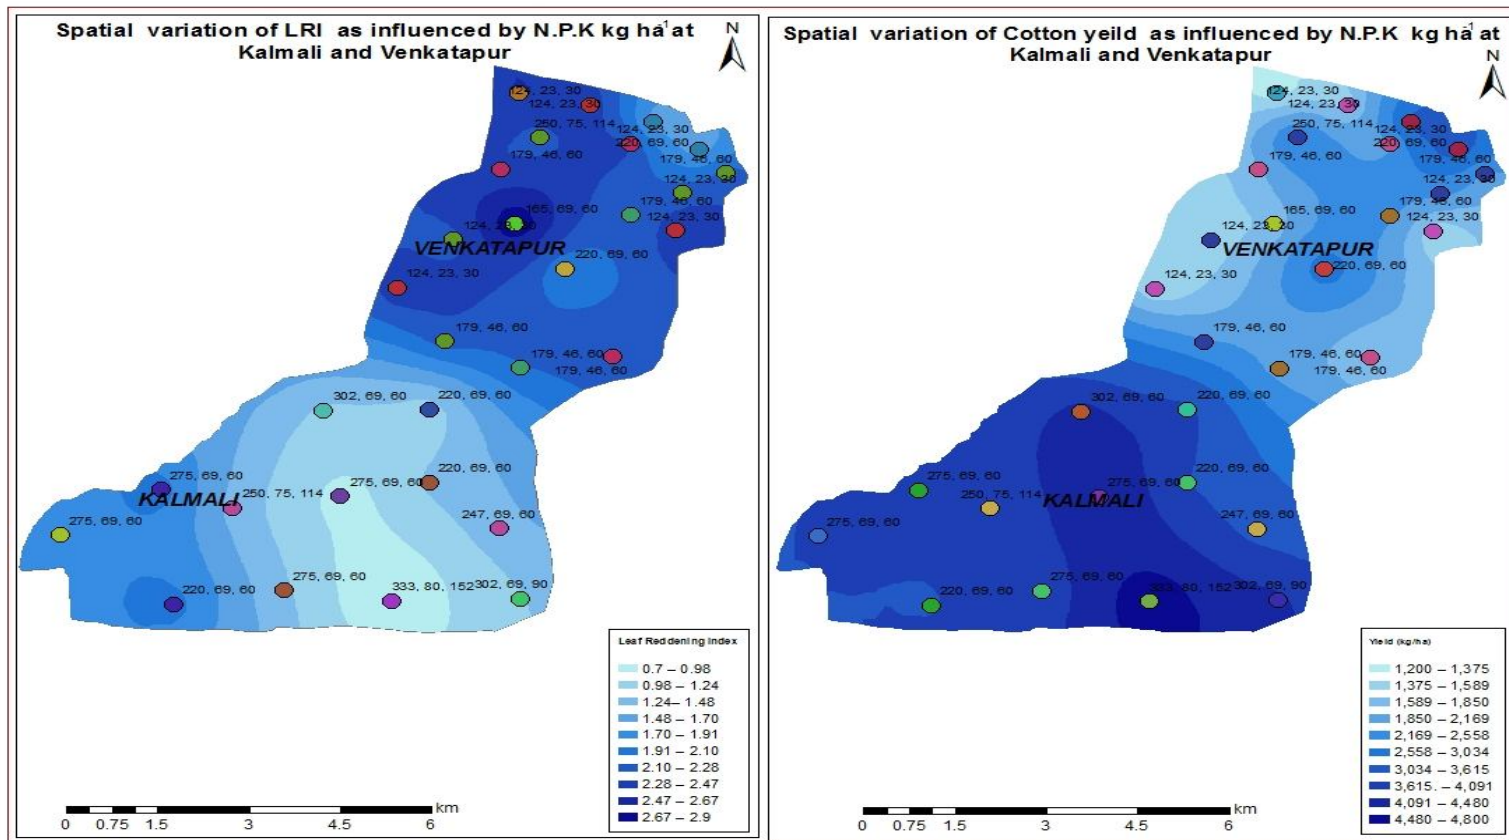 Spatial variation of LRI as influenced by N.P.K kg ha-1 at
Kalmali and Venkatapur
N
124, 23, 30
124, 23, 30
250, 75, 114
124, 23, 30
220, 69, 60
179, 46, 60
179, 46, 60
124, 23, 30
179, 46, 60
165, 69, 60
124, 23, 30
124, 23, 30
VENKATAPUR
220, 69, 60
124, 23, 30
179, 46, 60
179, 46, 60
179, 46, 60
302, 69, 60
220, 69, 60
275, 69, 60
220, 69, 60
275, 69, 60
KALMALI
250, 75, 114
247, 69, 60
275, 69, 60
275, 69, 60
220, 69, 60
333, 80, 152
302, 69, 90
Leaf Reddening Index
0.7 – 0.98
0.98 – 1.24
1.24– 1.48
1.48 – 1.70
1.70 – 1.91
1.91 – 2.10
2.10 – 2.28
2.28 – 2.47
2.47 – 2.67
2.67 – 2.9
km
0 0.75 1.5 3 4.5 6
Spatial variation of Cotton yeild as influenced by N.P.K kg ha-1 at
Kalmali and Venkatapur
N
124, 23, 30
124, 23, 30
250, 75, 114
124, 23, 30
220, 69, 60
179, 46, 60
179, 46, 60
124, 23, 30
179, 46, 60
165, 69, 60
124, 23, 30
124, 23, 30
VENKATAPUR
220, 69, 60
124, 23, 30
179, 46, 60
179, 46, 60
179, 46, 60
302, 69, 60
220, 69, 60
275, 69, 60
220, 69, 60
275, 69, 60
250, 75, 114
KALMALI
247, 69, 60
275, 69, 60
275, 69, 60
220, 69, 60
333, 80, 152
302, 69, 90
Yield (kg/ha)
1,200 – 1,375
1,375 – 1,589
1,589 – 1,850
1,850 – 2,169
2,169 – 2,558
2,558 – 3,034
3,034 – 3,615
3,615. – 4,091
4,091 – 4,480
4,480 – 4,800
km
0 0.75 1.5 3 4.5 6